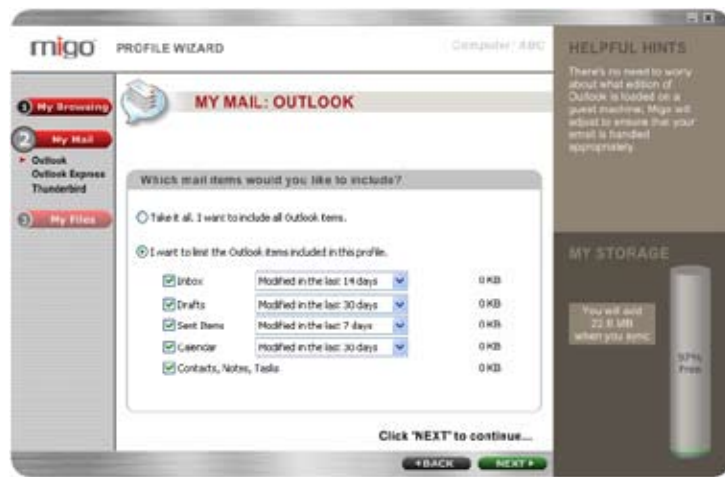 migo PROFILE WIZARD
Computer: ABC
1 My Browsing
2 My Mail
Outlook
Outlook Express
Thunderbird
3 My Files
MY MAIL: OUTLOOK
Which mail items would you like to include?
Take it all. I want to include all Outlook items.
I want to limit the Outlook items included in this profile.
Inbox Modified in the last 14 days 0 KB
Drafts Modified in the last 30 days 0 KB
Sent Items Modified in the last 7 days 0 KB
Calendar Modified in the last 30 days 0 KB
Contacts, Notes, Tasks 0 KB
Click "NEXT" to continue...
BACK NEXT
HELPFUL HINTS
There's no need to worry
about what edition of
Outlook is loaded on a
guest machine; Migo will
adjust to ensure that your
email is handled
appropriately.
MY STORAGE
You will add
22.8 MB
when you sync
97%
Free